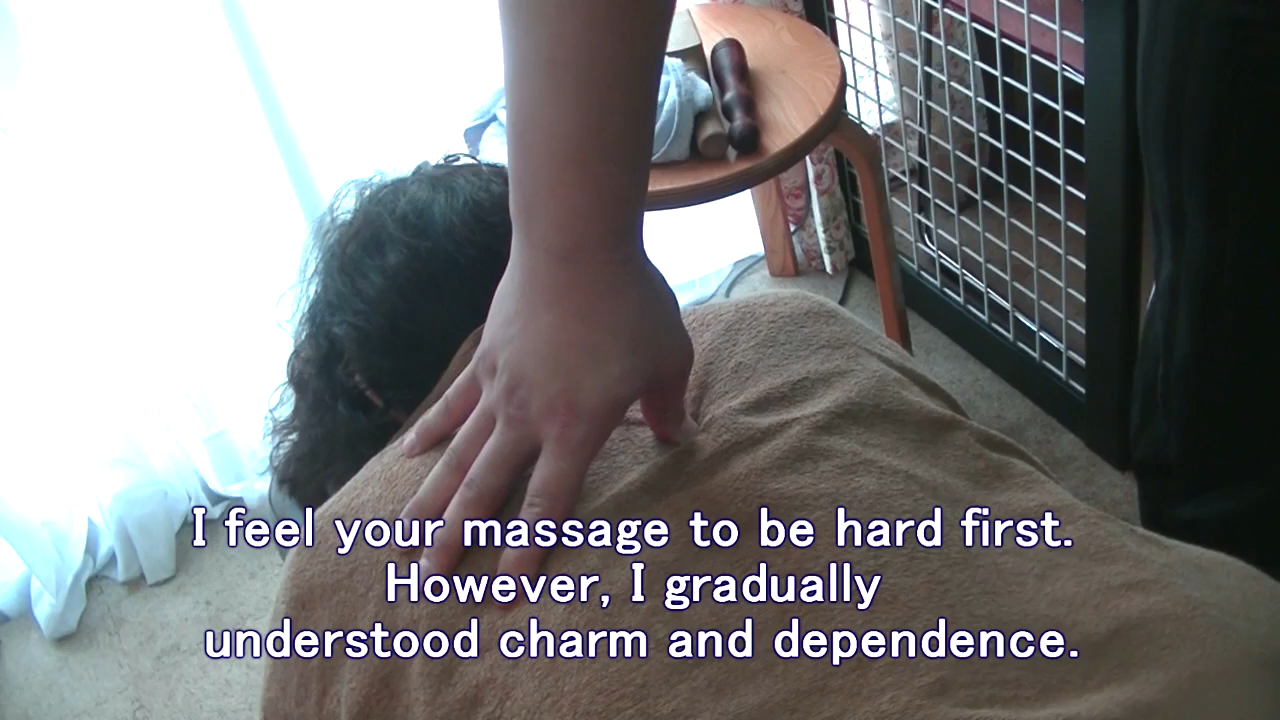 I feel your massage to be hard first.
However, I gradually
understood charm and dependence.